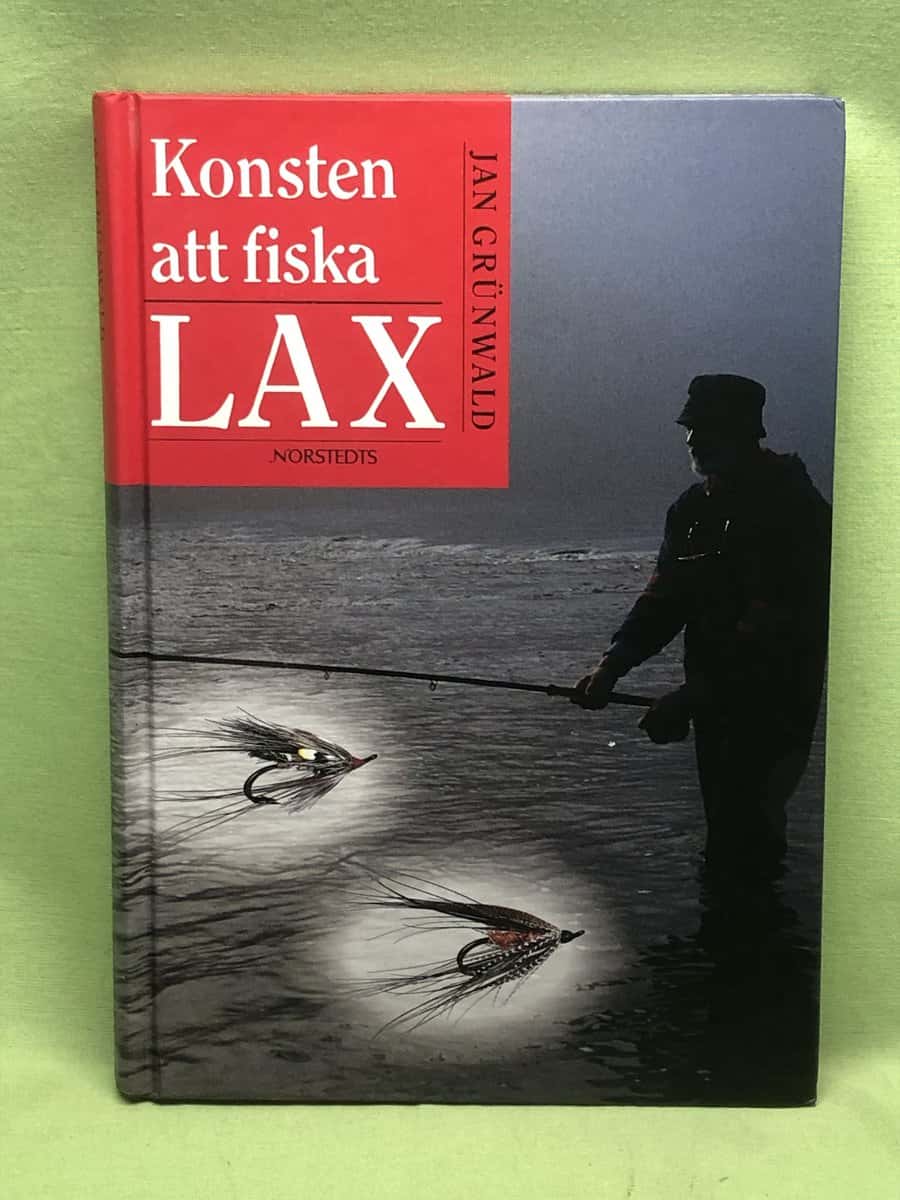 Konsten
att fiska
LAX
NORSTEDTS
JAN GRÜNWALD